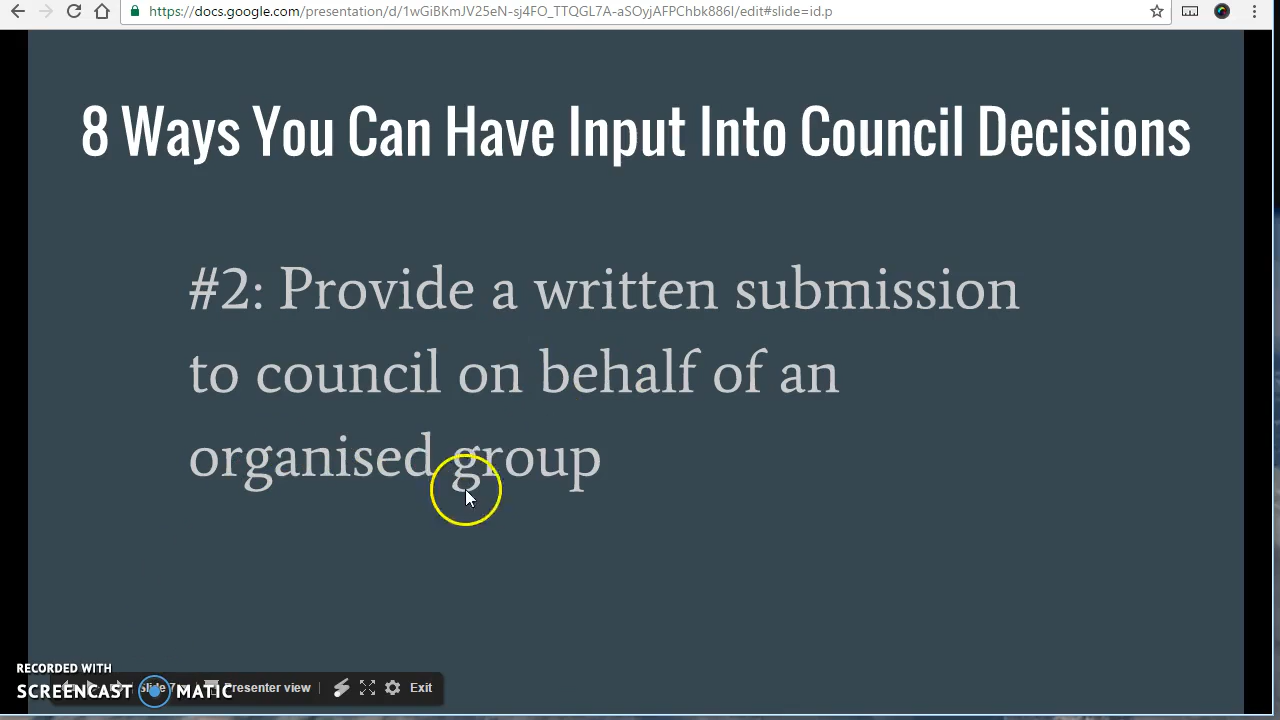 https://docs.google.com/presentation/d/1wGiBKmJV25eN-sj4FO_TTQGL7A-aSOyjAFPChbk886I/edit#slide=id.p
8 Ways You Can Have Input Into Council Decisions
#2: Provide a written submission
to council on behalf of an
organised group
RECORDED WITH
SCREENCAST MATIC
Slide 7
Presenter view
Exit